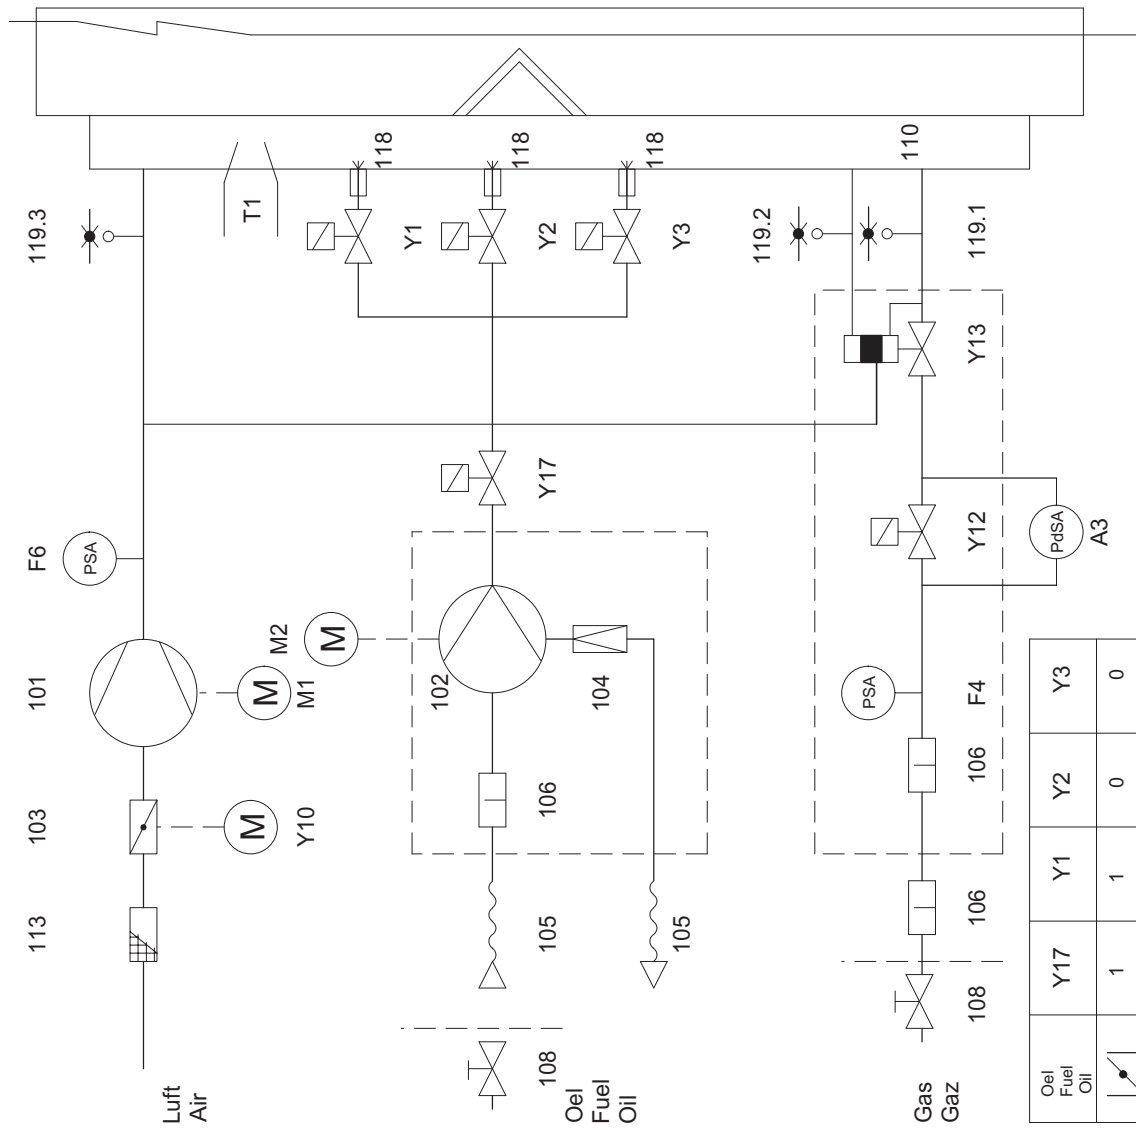 113
103
101
F6
119.3
PSA
Luft
Air
M
M
T1
Y10
M1
M2
M
118
Y1
102
118
108
105
106
Y17
Y2
Oel
Fuel
Oil
104
118
105
Y3
119.2
PSA
110
Gas
Gaz
108
106
106
F4
Y12
Y13
119.1
PdSA
A3
Oel
Fuel
Oil
Y17 Y1 Y2 Y3
1 1 0 0